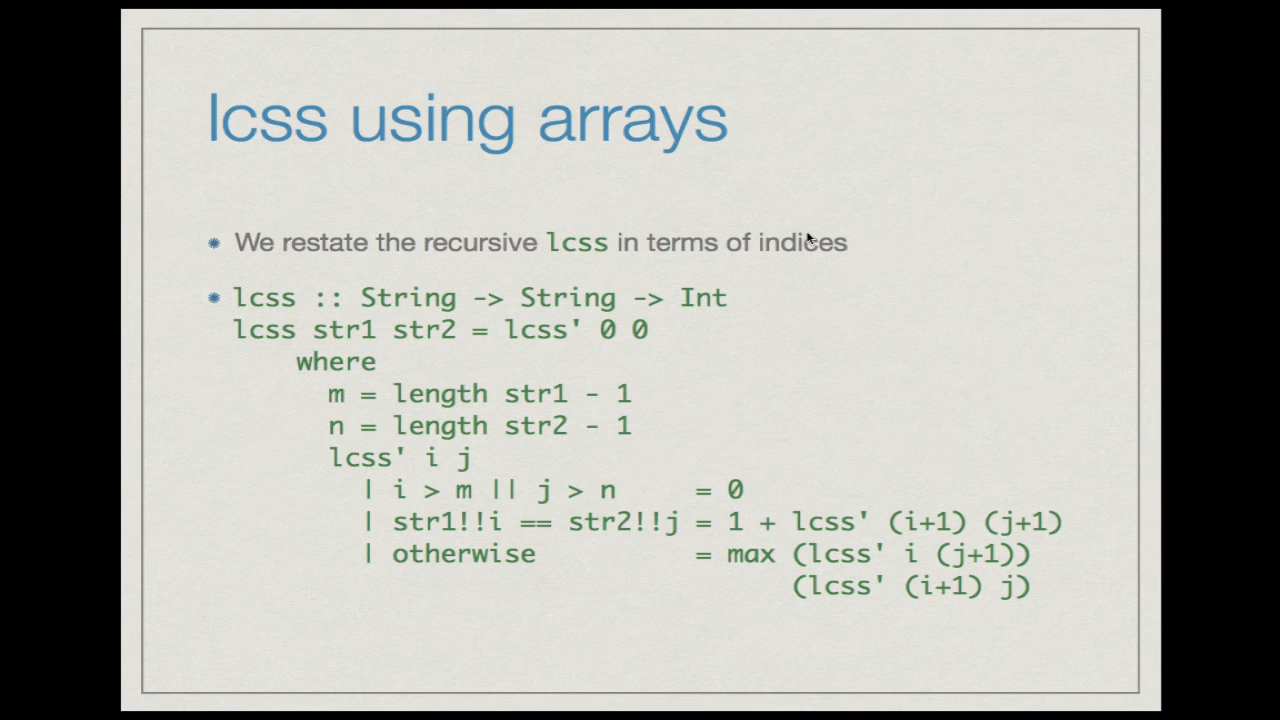 lcss using arrays
We restate the recursive lcss in terms of indices
lcss :: String -> String -> Int
lcss str1 str2 = lcss' 0 0
where
m = length str1 - 1
n = length str2 - 1
lcss' i j
| i > m || j > n = 0
| str1!!i == str2!!j = 1 + lcss' (i+1) (j+1)
| otherwise = max (lcss' i (j+1))
(lcss' (i+1) j)